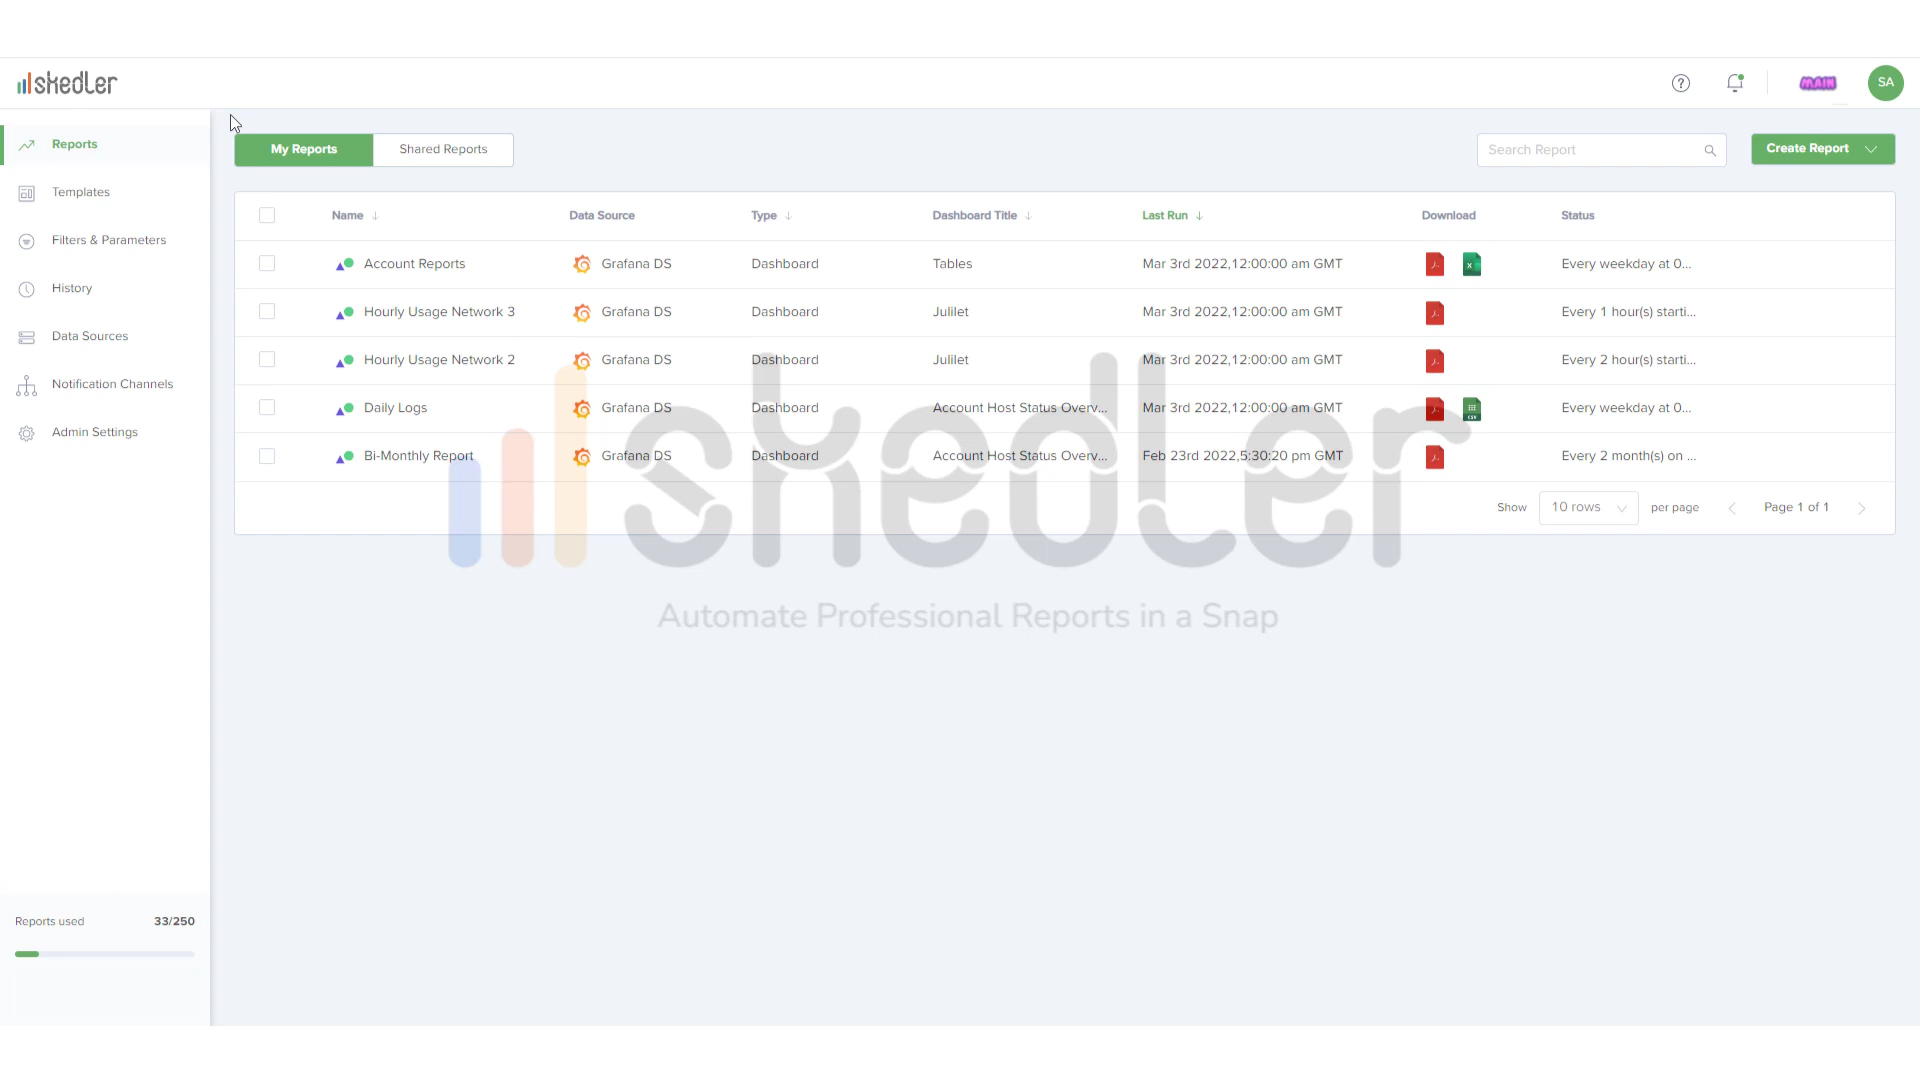 skedler
MAIN
SA
Reports
Templates
Filters & Parameters
History
Data Sources
Notification Channels
Admin Settings
Reports used 33/250
My Reports Shared Reports
Search Report
Create Report
Name Data Source Type Dashboard Title Last Run Download Status
Account Reports Grafana DS Dashboard Tables Mar 3rd 2022,12:00:00 am GMT Every weekday at 0...
Hourly Usage Network 3 Grafana DS Dashboard Julilet Mar 3rd 2022,12:00:00 am GMT Every 1 hour(s) starti...
Hourly Usage Network 2 Grafana DS Dashboard Julilet Mar 3rd 2022,12:00:00 am GMT Every 2 hour(s) starti...
Daily Logs Grafana DS Dashboard Account Host Status Overv... Mar 3rd 2022,12:00:00 am GMT CSV Every weekday at 0...
Bi-Monthly Report Grafana DS Dashboard Account Host Status Overv... Feb 23rd 2022,5:30:20 pm GMT Every 2 month(s) on ...
Show 10 rows per page Page 1 of 1
skedler
Automate Professional Reports in a Snap